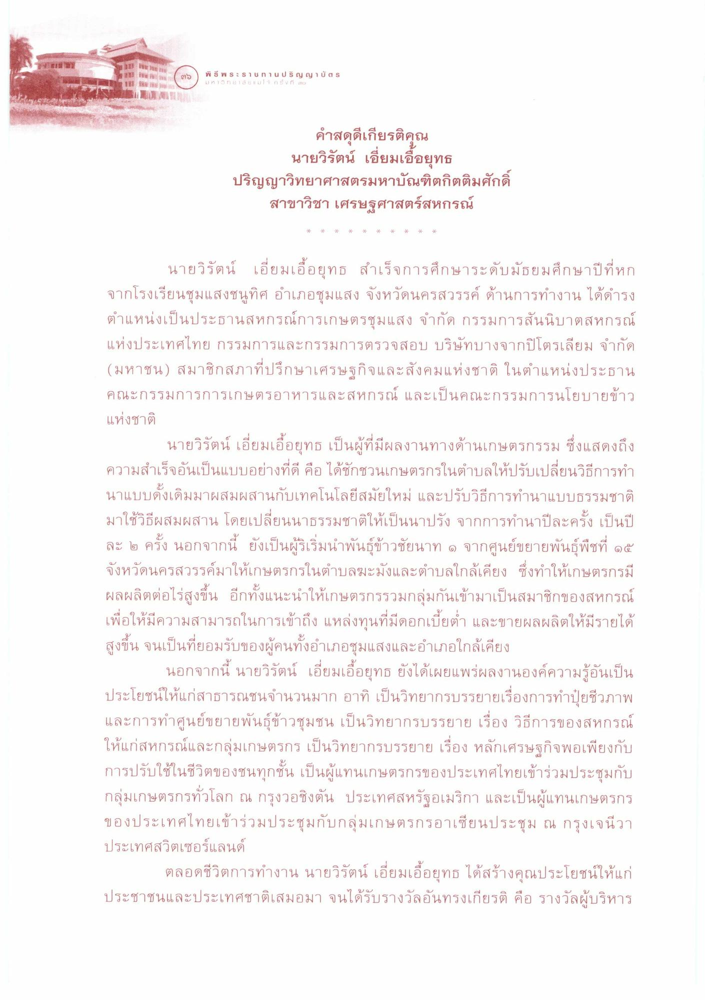 ๓๖
พิธีพระราชทานปริญญาบัตร
มหาวิทยาลัยแม่โจ้ ครั้งที่ ๓๐
คำสดุดีเกียรติคุณ
นายวิรัตน์ เอี่ยมเอื้อยุทธ
ปริญญาวิทยาศาสตรมหาบัณฑิตกิตติมศักดิ์
สาขาวิชา เศรษฐศาสตร์สหกรณ์
* * * * * * * * * *
นายวิรัตน์ เอี่ยมเอื้อยุทธ สำเร็จการศึกษาระดับมัธยมศึกษาปีที่หก
จากโรงเรียนชุมแสงชนูทิศ อำเภอชุมแสง จังหวัดนครสวรรค์ ด้านการทำงาน ได้ดำรง
ตำแหน่งเป็นประธานสหกรณ์การเกษตรชุมแสง จำกัด กรรมการสันนิบาตสหกรณ์
แห่งประเทศไทย กรรมการและกรรมการตรวจสอบ บริษัทบางจากปิโตรเลียม จำกัด
(มหาชน) สมาชิกสภาที่ปรึกษาเศรษฐกิจและสังคมแห่งชาติ ในตำแหน่งประธาน
คณะกรรมการการเกษตรอาหารและสหกรณ์ และเป็นคณะกรรมการนโยบายข้าว
แห่งชาติ
นายวิรัตน์ เอี่ยมเอื้อยุทธ เป็นผู้ที่มีผลงานทางด้านเกษตรกรรม ซึ่งแสดงถึง
ความสำเร็จอันเป็นแบบอย่างที่ดี คือ ได้ชักชวนเกษตรกรในตำบลให้ปรับเปลี่ยนวิธีการทำ
นาแบบดั้งเดิมมาผสมผสานกับเทคโนโลยีสมัยใหม่ และปรับวิธีการทำนาแบบธรรมชาติ
มาใช้วิธีผสมผสาน โดยเปลี่ยนนาธรรมชาติให้เป็นนาปรัง จากการทำนาปีละครั้ง เป็นปี
ละ ๒ ครั้ง นอกจากนี้ ยังเป็นผู้ริเริ่มนำพันธุ์ข้าวชัยนาท ๑ จากศูนย์ขยายพันธุ์พืชที่ ๑๕
จังหวัดนครสวรรค์มาให้เกษตรกรในตำบลฆะมังและตำบลใกล้เคียง ซึ่งทำให้เกษตรกรมี
ผลผลิตต่อไร่สูงขึ้น อีกทั้งแนะนำให้เกษตรกรรวมกลุ่มกันเข้ามาเป็นสมาชิกของสหกรณ์
เพื่อให้มีความสามารถในการเข้าถึง แหล่งทุนที่มีดอกเบี้ยต่ำ และขายผลผลิตให้มีรายได้
สูงขึ้น จนเป็นที่ยอมรับของผู้คนทั้งอำเภอชุมแสงและอำเภอใกล้เคียง
นอกจากนี้ นายวิรัตน์ เอี่ยมเอื้อยุทธ ยังได้เผยแพร่ผลงานองค์ความรู้อันเป็น
ประโยชน์ให้แก่สาธารณชนจำนวนมาก อาทิ เป็นวิทยากรบรรยายเรื่องการทำปุ๋ยชีวภาพ
และการทำศูนย์ขยายพันธุ์ข้าวชุมชน เป็นวิทยากรบรรยาย เรื่อง วิธีการของสหกรณ์
ให้แก่สหกรณ์และกลุ่มเกษตรกร เป็นวิทยากรบรรยาย เรื่อง หลักเศรษฐกิจพอเพียงกับ
การปรับใช้ในชีวิตของชนทุกชั้น เป็นผู้แทนเกษตรกรของประเทศไทยเข้าร่วมประชุมกับ
กลุ่มเกษตรกรทั่วโลก ณ กรุงวอชิงตัน ประเทศสหรัฐอเมริกา และเป็นผู้แทนเกษตรกร
ของประเทศไทยเข้าร่วมประชุมกับกลุ่มเกษตรกรอาเซียนประชุม ณ กรุงเจนีวา
ประเทศสวิตเซอร์แลนด์
ตลอดชีวิตการทำงาน นายวิรัตน์ เอี่ยมเอื้อยุทธ ได้สร้างคุณประโยชน์ให้แก่
ประชาชนและประเทศชาติเสมอมา จนได้รับรางวัลอันทรงเกียรติ คือ รางวัลผู้บริหาร